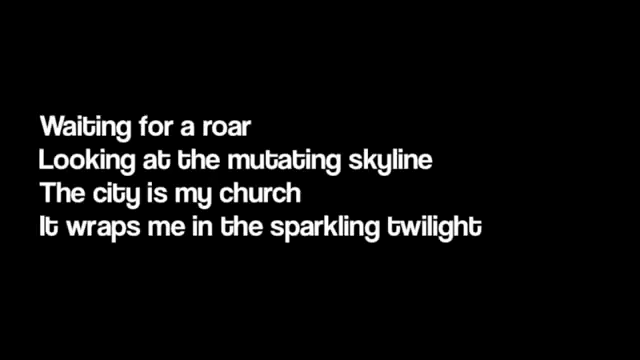 Waiting for a roar
Looking at the mutating skyline
The city is my church
It wraps me in the sparkling twilight